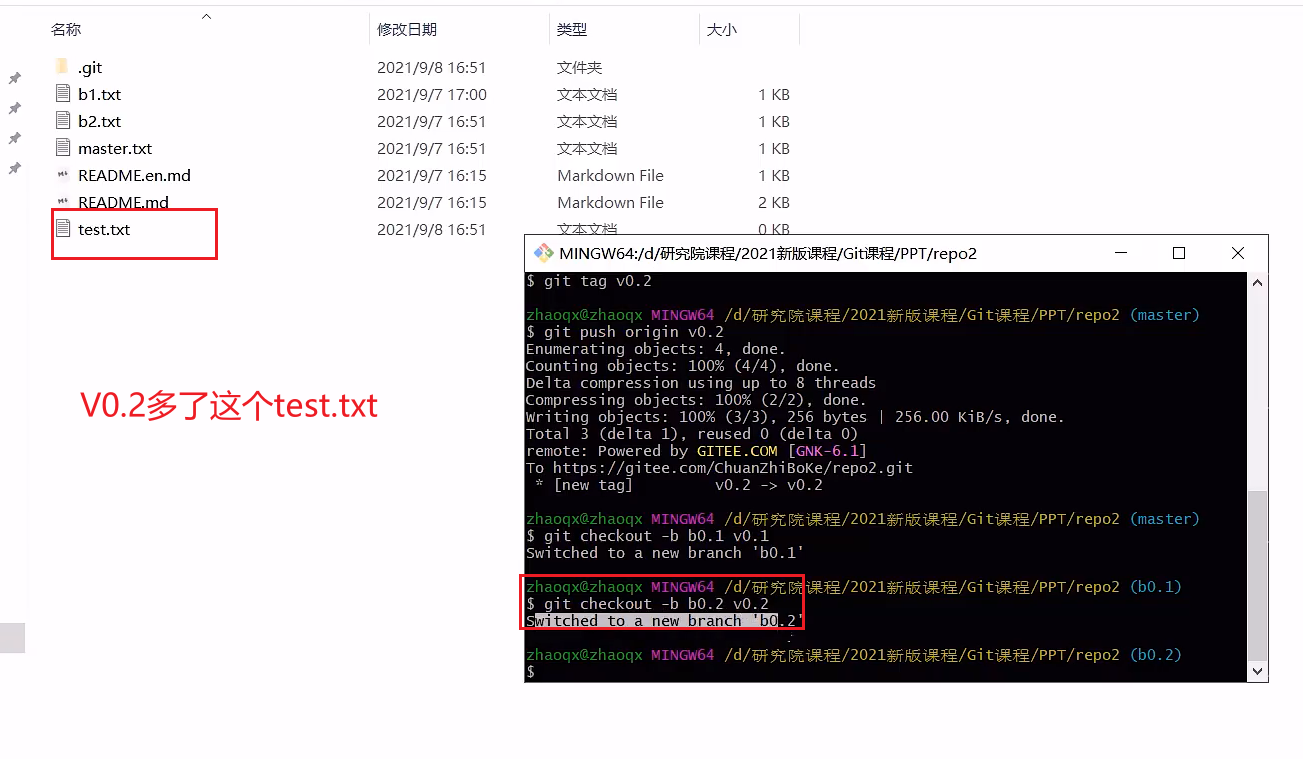 名称 修改日期 类型 大小
.git 2021/9/8 16:51 文件夹
b1.txt 2021/9/7 17:00 文本文档 1 KB
b2.txt 2021/9/7 16:51 文本文档 1 KB
master.txt 2021/9/7 16:51 文本文档 1 KB
README.en.md 2021/9/7 16:15 Markdown File 1 KB
README.md 2021/9/7 16:15 Markdown File 2 KB
test.txt 2021/9/8 16:51 文本文档 0 KB
V0.2多了这个test.txt
MINGW64:/d/研究院课程/2021新版课程/Git课程/PPT/repo2
$ git tag v0.2
zhaoqx@zhaoqx MINGW64 /d/研究院课程/2021新版课程/Git课程/PPT/repo2 (master)
$ git push origin v0.2
Enumerating objects: 4, done.
Counting objects: 100% (4/4), done.
Delta compression using up to 8 threads
Compressing objects: 100% (2/2), done.
Writing objects: 100% (3/3), 256 bytes | 256.00 KiB/s, done.
Total 3 (delta 1), reused 0 (delta 0)
remote: Powered by GITEE.COM [GNK-6.1]
To https://gitee.com/ChuanZhiBoKe/repo2.git
* [new tag] v0.2 -> v0.2
zhaoqx@zhaoqx MINGW64 /d/研究院课程/2021新版课程/Git课程/PPT/repo2 (master)
$ git checkout -b b0.1 v0.1
Switched to a new branch 'b0.1'
zhaoqx@zhaoqx MINGW64 /d/研究院课程/2021新版课程/Git课程/PPT/repo2 (b0.1)
$ git checkout -b b0.2 v0.2
Switched to a new branch 'b0.2'
zhaoqx@zhaoqx MINGW64 /d/研究院课程/2021新版课程/Git课程/PPT/repo2 (b0.2)
$